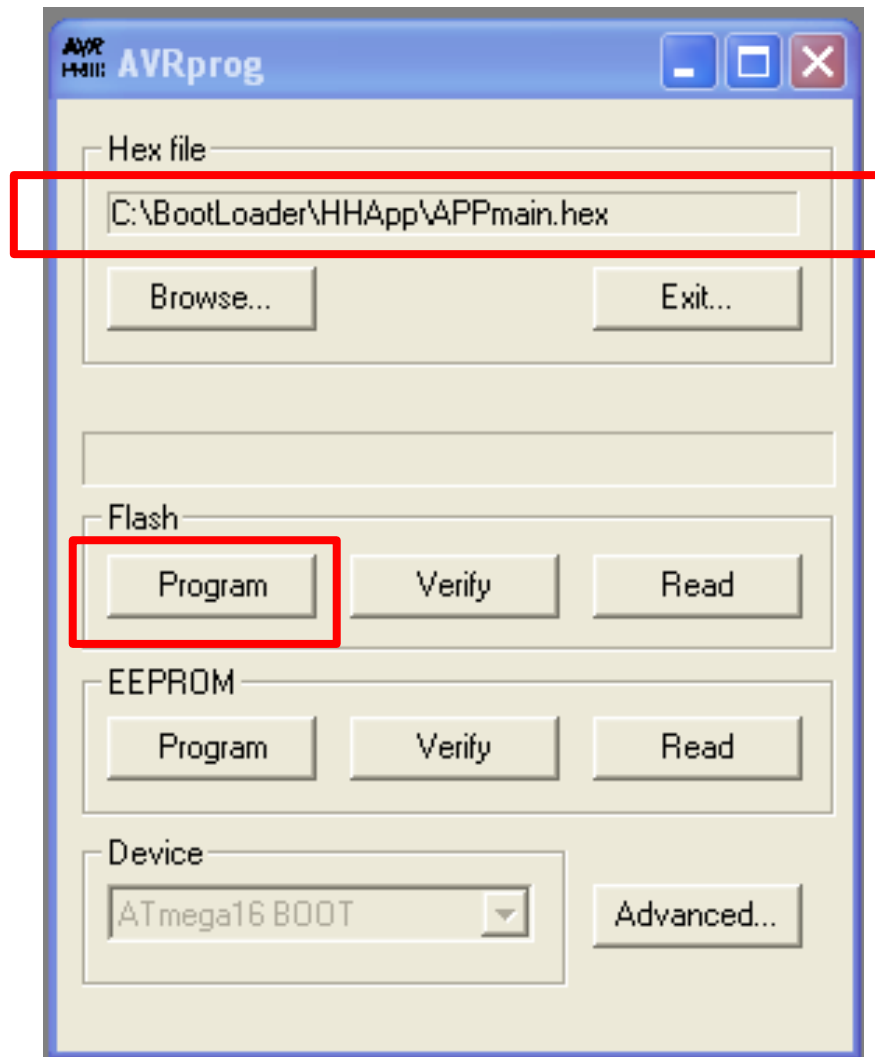 AVR
AVRprog
Hex file
C:\BootLoader\HHApp\APPmain.hex
Browse...
Exit...
Flash
Program
Verify
Read
EEPROM
Program
Verify
Read
Device
ATmega16 BOOT
Advanced...